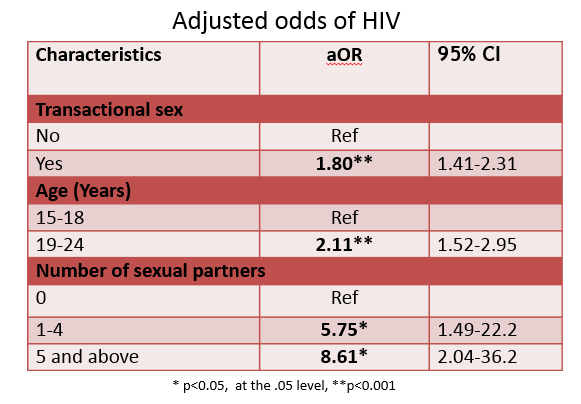 Adjusted odds of HIV
Characteristics aOR 95% CI
Transactional sex
No Ref
Yes 1.80** 1.41-2.31
Age (Years)
15-18 Ref
19-24 2.11** 1.52-2.95
Number of sexual partners
0 Ref
1-4 5.75* 1.49-22.2
5 and above 8.61* 2.04-36.2
* p<0.05, at the .05 level, **p<0.001